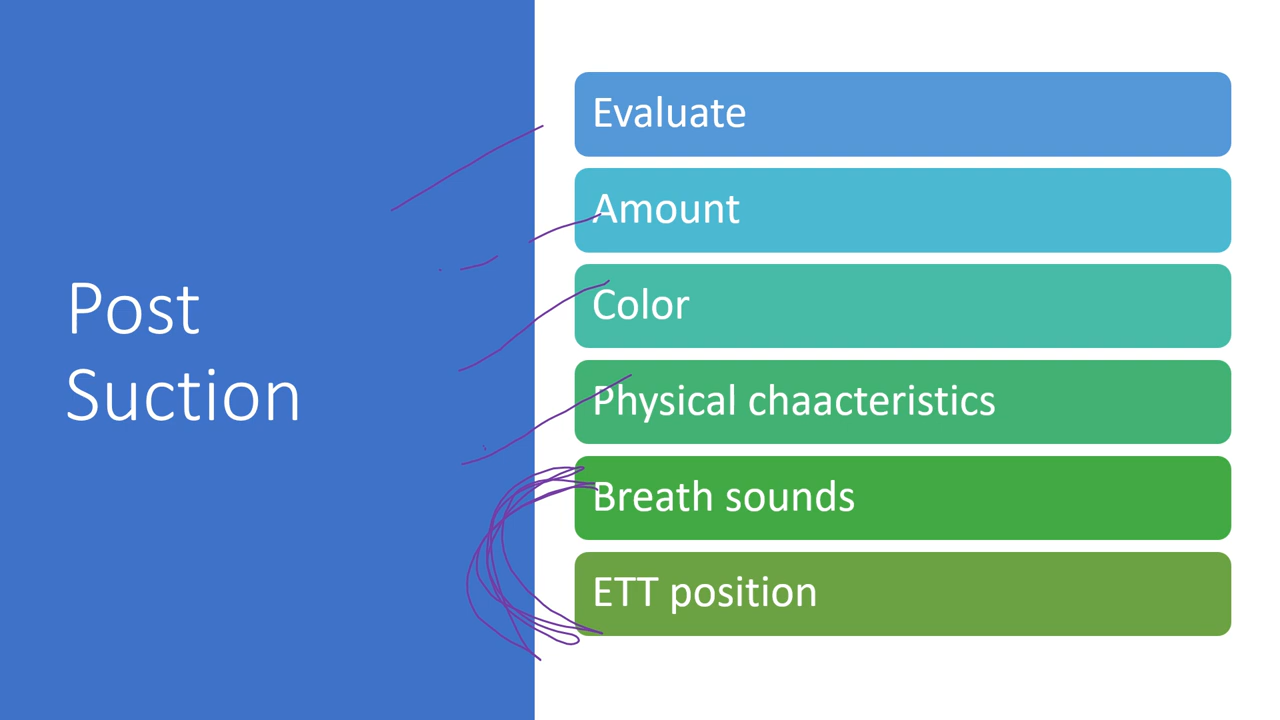 Post
Suction
Evaluate
Amount
Color
Physical chaacteristics
Breath sounds
ETT position